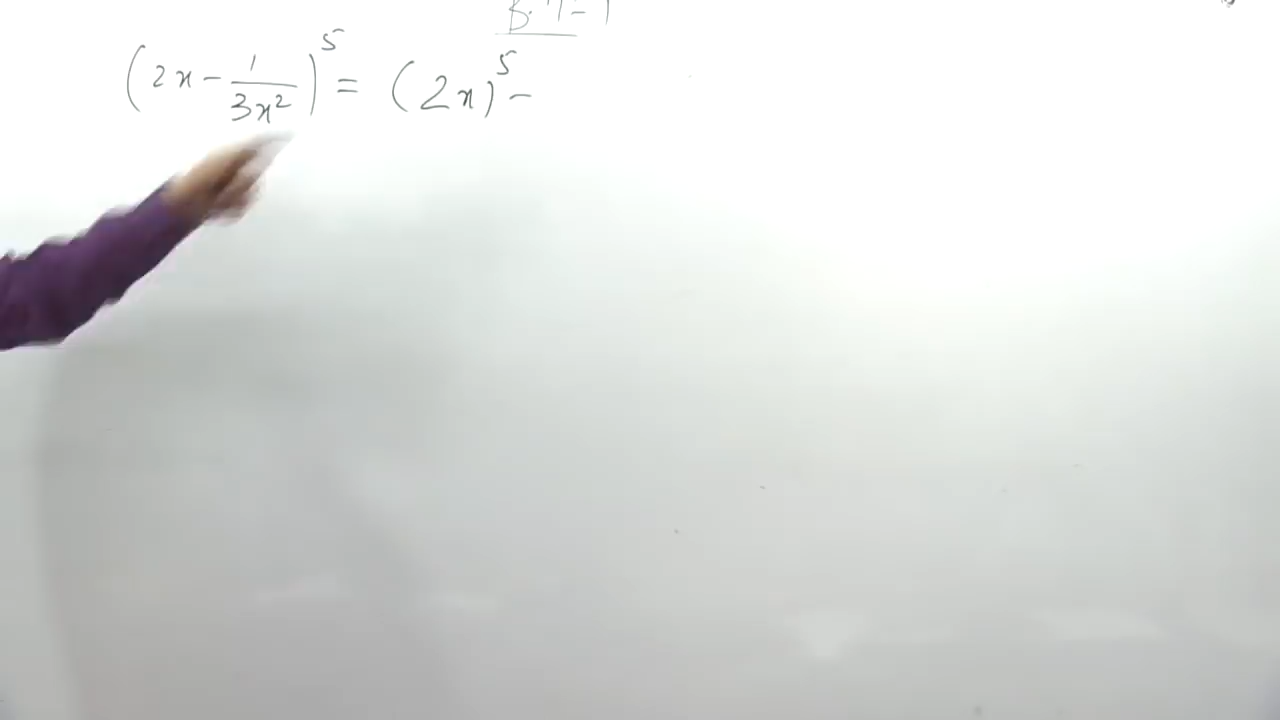 (2x - 1/3x²)⁵ = (2x)⁵ -